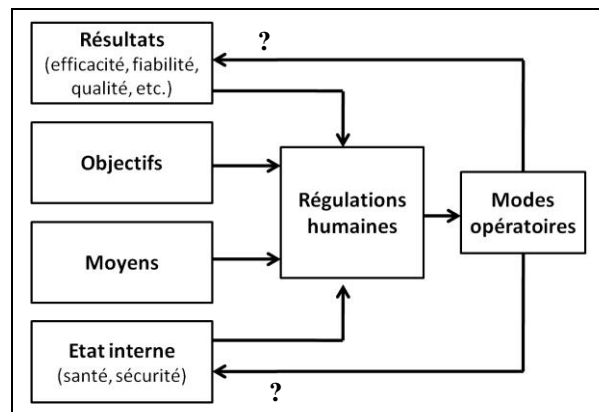 Résultats
(efficacité, fiabilité,
qualité, etc.)
?
Objectifs
Moyens
Etat interne
(santé, sécurité)
?
Régulations
humaines
Modes
opératoires